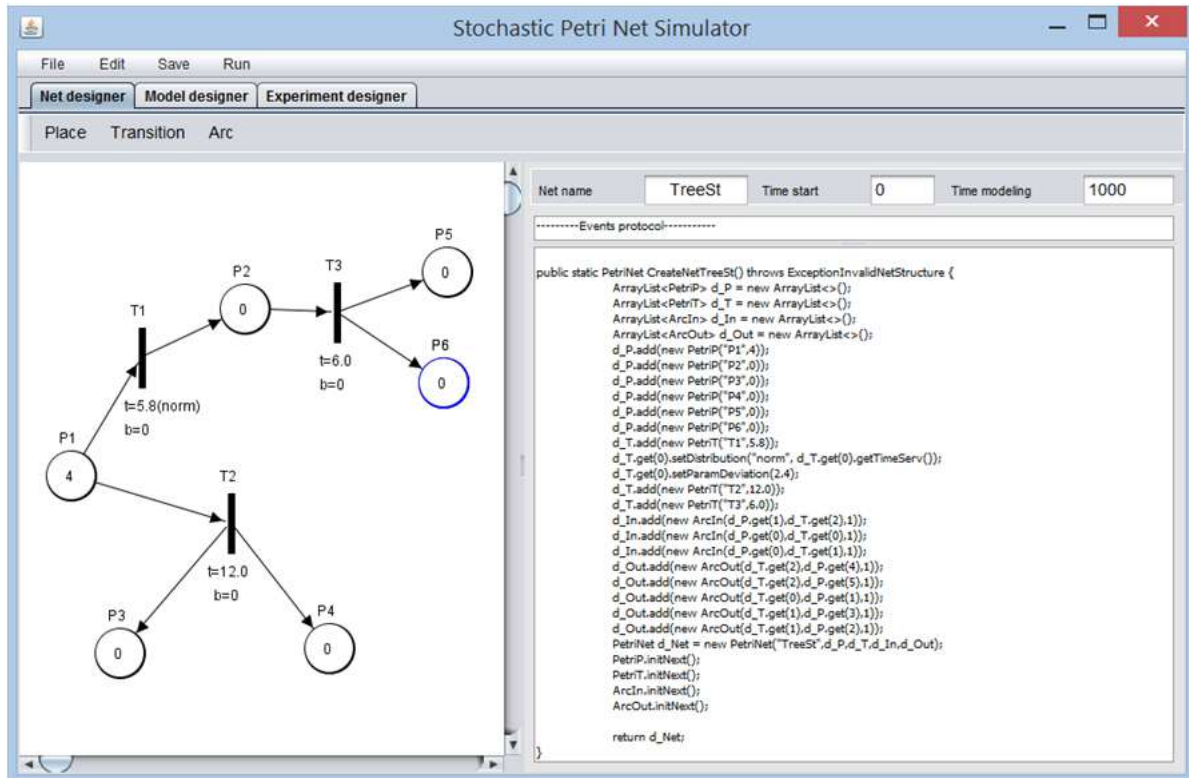 Stochastic Petri Net Simulator
File Edit Save Run
Net designer Model designer Experiment designer
Place Transition Arc
Net name TreeSt Time start 0 Time modeling 1000
---------Events protocol-----------
P5
0
P2
0
T3
t=6.0
b=0
P6
0
T1
t=5.8(norm)
b=0
P1
4
T2
t=12.0
b=0
P3
0
P4
0
public static PetriNet CreateNetTreeSt() throws ExceptionInvalidNetStructure {
ArrayList<PetriP> d_P = new ArrayList<>();
ArrayList<PetriT> d_T = new ArrayList<>();
ArrayList<ArcIn> d_In = new ArrayList<>();
ArrayList<ArcOut> d_Out = new ArrayList<>();
d_P.add(new PetriP("P1",4));
d_P.add(new PetriP("P2",0));
d_P.add(new PetriP("P3",0));
d_P.add(new PetriP("P4",0));
d_P.add(new PetriP("P5",0));
d_P.add(new PetriP("P6",0));
d_T.add(new PetriT("T1",5.8));
d_T.get(0).setDistribution("norm", d_T.get(0).getTimeServ());
d_T.get(0).setParamDeviation(2.4);
d_T.add(new PetriT("T2",12.0));
d_T.add(new PetriT("T3",6.0));
d_In.add(new ArcIn(d_P.get(1),d_T.get(2),1));
d_In.add(new ArcIn(d_P.get(0),d_T.get(0),1));
d_In.add(new ArcIn(d_P.get(0),d_T.get(1),1));
d_Out.add(new ArcOut(d_T.get(2),d_P.get(4),1));
d_Out.add(new ArcOut(d_T.get(2),d_P.get(5),1));
d_Out.add(new ArcOut(d_T.get(0),d_P.get(1),1));
d_Out.add(new ArcOut(d_T.get(1),d_P.get(3),1));
d_Out.add(new ArcOut(d_T.get(1),d_P.get(2),1));
PetriNet d_Net = new PetriNet("TreeSt",d_P,d_T,d_In,d_Out);
PetriP.initNext();
PetriT.initNext();
ArcIn.initNext();
ArcOut.initNext();
return d_Net;
}